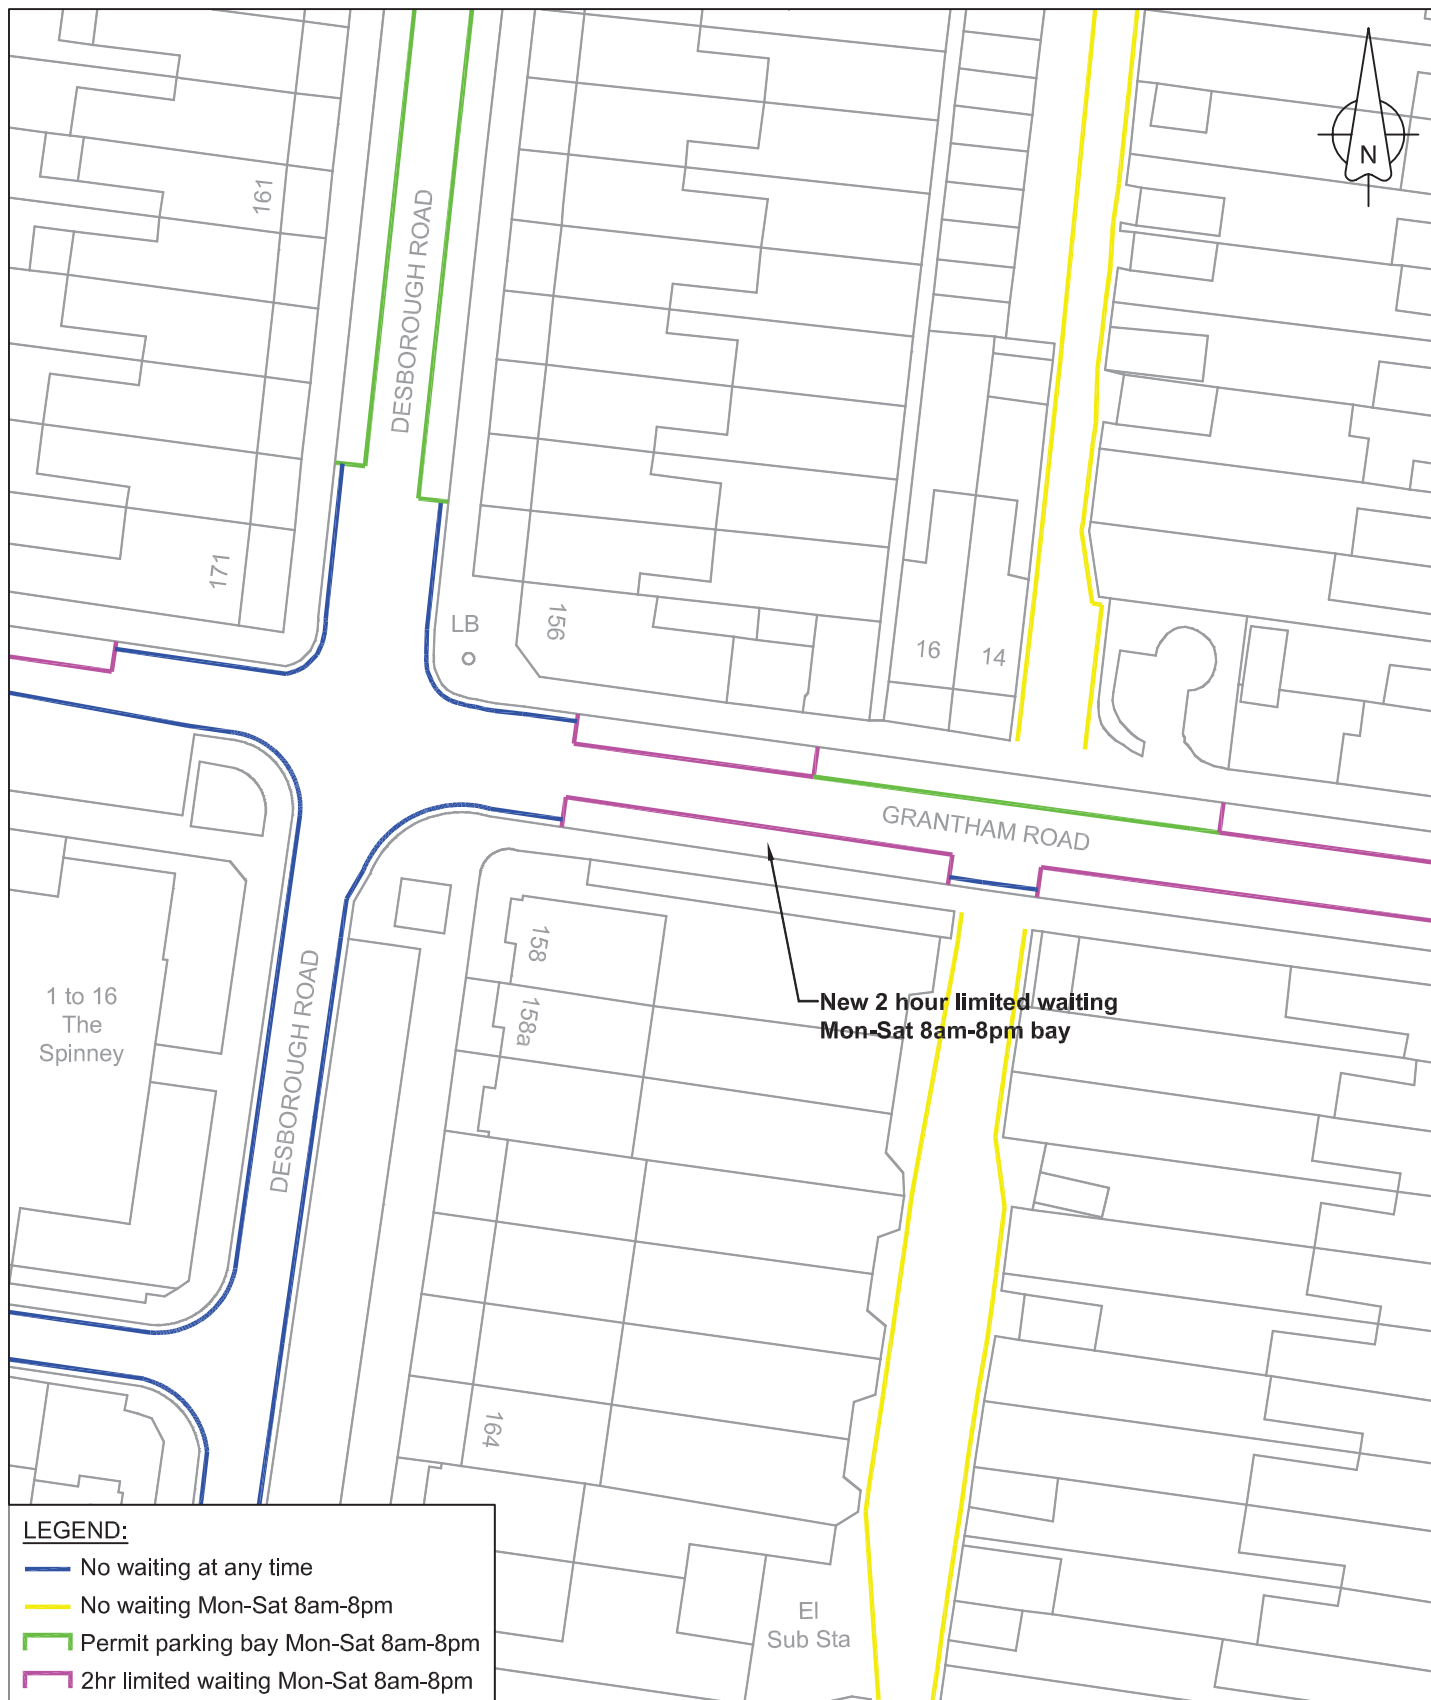 N
161
DESBOROUGH ROAD
171
LB
156
16
14
GRANTHAM ROAD
158
158a
1 to 16
The
Spinney
DESBOROUGH ROAD
New 2 hour limited waiting
Mon-Sat 8am-8pm bay
164
El
Sub Sta
LEGEND:
No waiting at any time
No waiting Mon-Sat 8am-8pm
Permit parking bay Mon-Sat 8am-8pm
2hr limited waiting Mon-Sat 8am-8pm